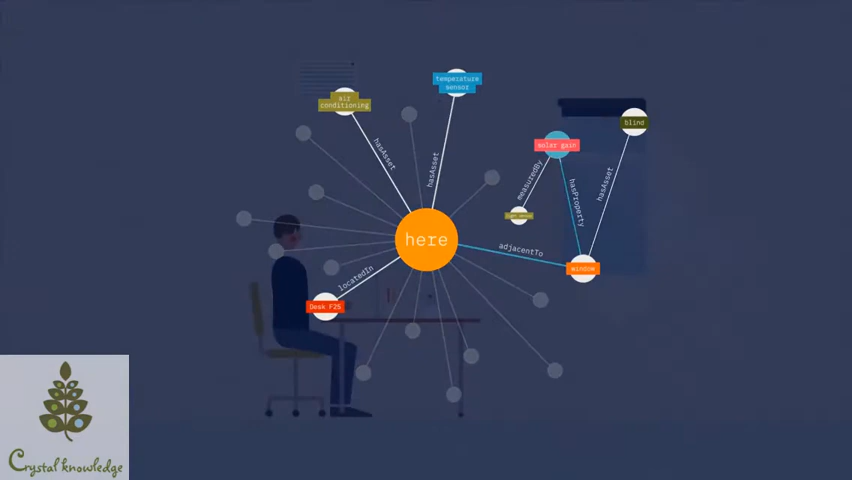 temperature
sensor
air
conditioning
blind
solar gain
hasAsset
hasAsset
measuredBy
hasProperty
hasAsset
here
adjacentTo
window
locatedIn
Desk F25
Crystal knowledge